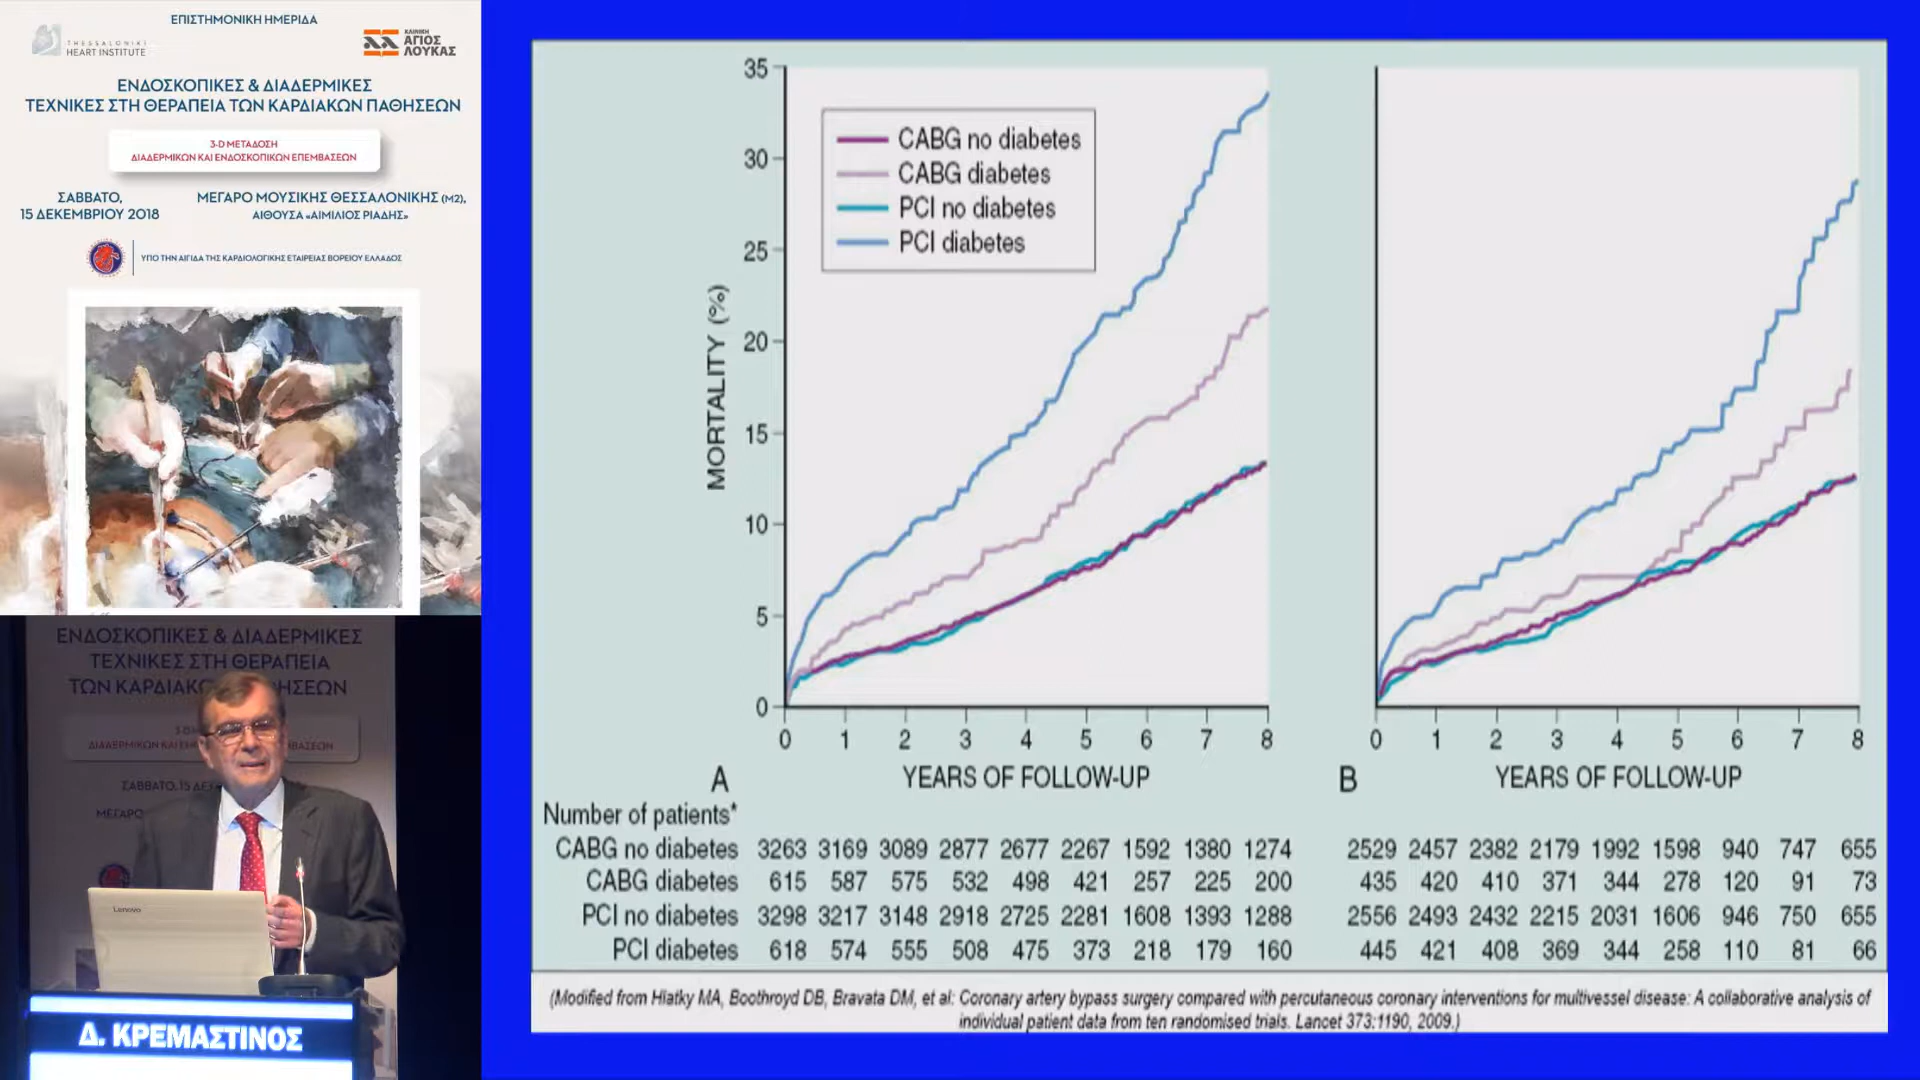 ΕΠΙΣΤΗΜΟΝΙΚΗ ΗΜΕΡΙΔΑ
THESSALONIKI
HEART INSTITUTE
ΚΛΙΝΙΚΗ
ΑΓΙΟΣ
ΛΟΥΚΑΣ
ΕΝΔΟΣΚΟΠΙΚΕΣ & ΔΙΑΔΕΡΜΙΚΕΣ
ΤΕΧΝΙΚΕΣ ΣΤΗ ΘΕΡΑΠΕΙΑ ΤΩΝ ΚΑΡΔΙΑΚΩΝ ΠΑΘΗΣΕΩΝ
3-D ΜΕΤΑΔΟΣΗ
ΔΙΑΔΕΡΜΙΚΩΝ ΚΑΙ ΕΝΔΟΣΚΟΠΙΚΩΝ ΕΠΕΜΒΑΣΕΩΝ
ΣΑΒΒΑΤΟ,
15 ΔΕΚΕΜΒΡΙΟΥ 2018
ΜΕΓΑΡΟ ΜΟΥΣΙΚΗΣ ΘΕΣΣΑΛΟΝΙΚΗΣ (Μ2),
ΑΙΘΟΥΣΑ «ΑΙΜΙΛΙΟΣ ΡΙΑΔΗΣ»
ΥΠΟ ΤΗΝ ΑΙΓΙΔΑ ΤΗΣ ΚΑΡΔΙΟΛΟΓΙΚΗΣ ΕΤΑΙΡΕΙΑΣ ΒΟΡΕΙΟΥ ΕΛΛΑΔΟΣ
ΕΝΔΟΣΚΟΠΙΚΕΣ & ΔΙΑΔΕΡΜΙΚΕΣ
ΤΕΧΝΙΚΕΣ ΣΤΗ ΘΕΡΑΠΕΙΑ
ΤΩΝ
ΣΑΒΒΑΤΟ, 15
Lenovo
Δ. ΚΡΕΜΑΣΤΙΝΟΣ
MORTALITY (%)
35
30
25
20
15
10
5
0
CABG no diabetes
CABG diabetes
PCI no diabetes
PCI diabetes
0 1 2 3 4 5 6 7 8
A YEARS OF FOLLOW-UP
0 1 2 3 4 5 6 7 8
B YEARS OF FOLLOW-UP
Number of patients*
CABG no diabetes 3263 3169 3089 2877 2677 2267 1592 1380 1274 2529 2457 2382 2179 1992 1598 940 747 655
CABG diabetes 615 587 575 532 498 421 257 225 200 435 420 410 371 344 278 120 91 73
PCI no diabetes 3298 3217 3148 2918 2725 2281 1608 1393 1288 2556 2493 2432 2215 2031 1606 946 750 655
PCI diabetes 618 574 555 508 475 373 218 179 160 445 421 408 369 344 258 110 81 66
(Modified from Hlatky MA, Boothroyd DB, Bravata DM, et al: Coronary artery bypass surgery compared with percutaneous coronary interventions for multivessel disease: A collaborative analysis of
individual patient data from ten randomised trials. Lancet 373:1190, 2009.)